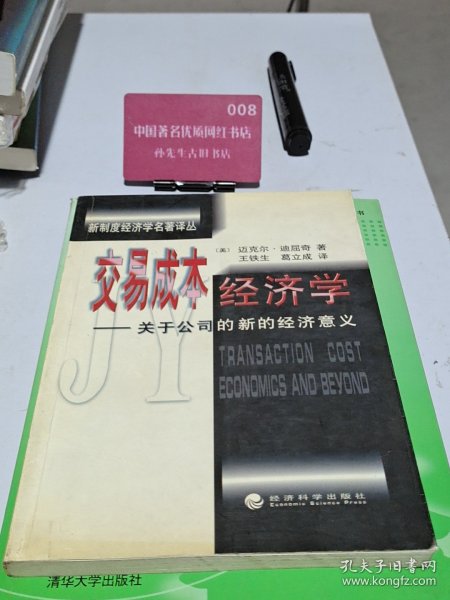 008
中国著名优质网红书店
孙先生古旧书店
书
新制度经济学名著译丛
(美) 迈克尔·迪屈奇 著
王铁生 葛立成 译
交易成本经济学
——关于公司的新的经济意义
JY
TRANSACTION COST
ECONOMICS AND BEYOND
经济科学出版社
Economic Science Press
清华大学出版社
孔夫子旧书网
www.kongfz.com